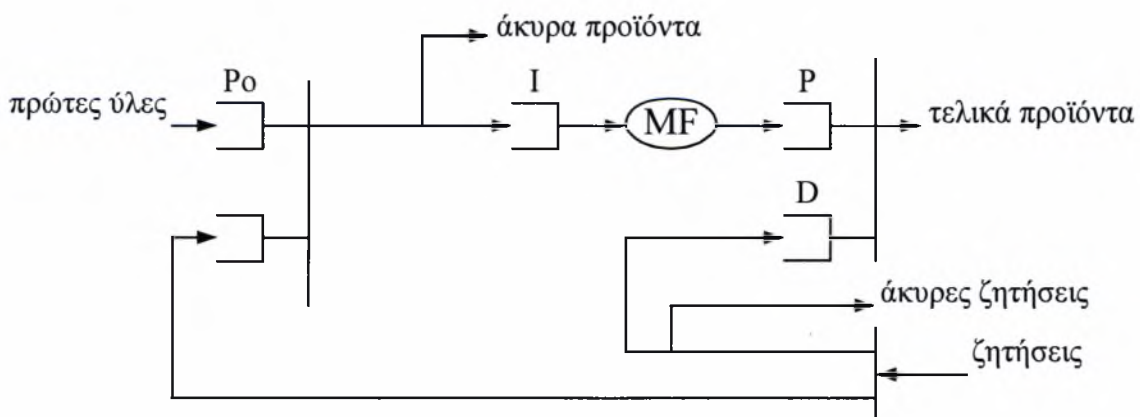 άκυρα προϊόντα
Po
I
P
πρώτες ύλες
MF
τελικά προϊόντα
D
άκυρες ζητήσεις
ζητήσεις